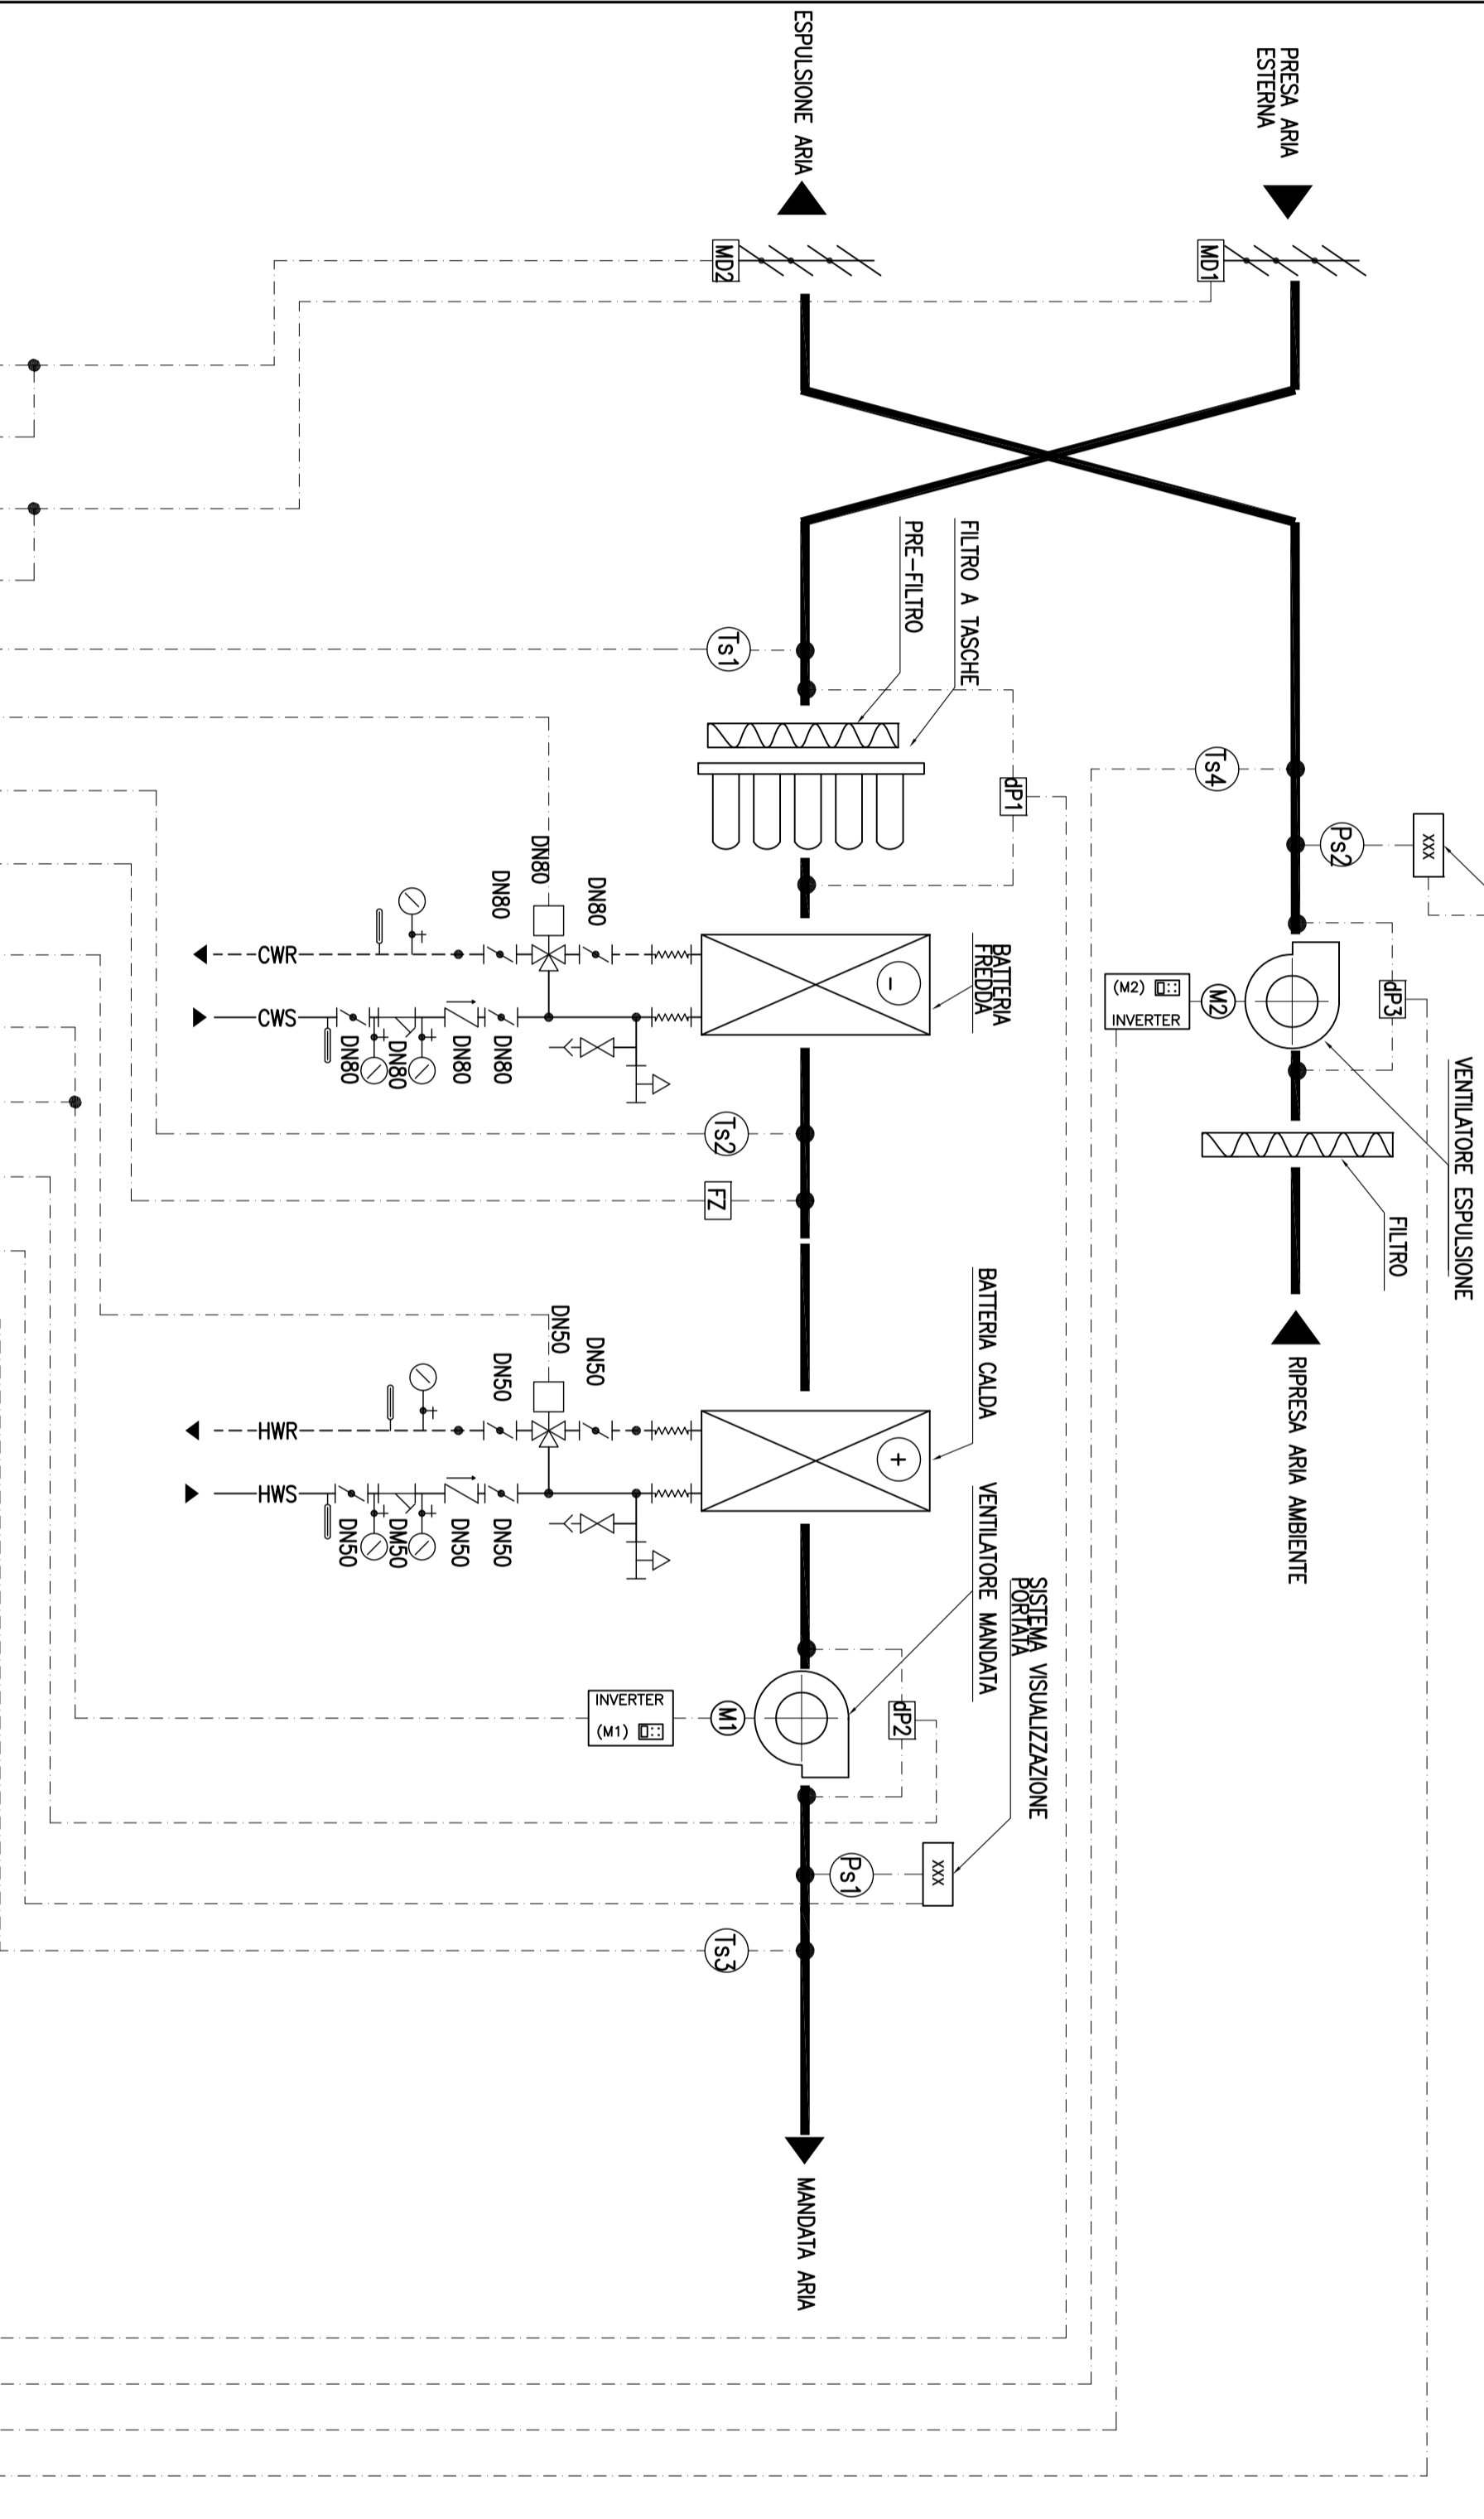 PRESA ARIA
ESTERNA
ESPULSIONE ARIA
MD1
MD2
FILTRO A TASCHE
PRE-FILTRO
Ts1
dP1
Ts4
Ps2
xxx
dP3
M2
(M2)
INVERTER
VENTILATORE ESPULSIONE
FILTRO
RIPRESA ARIA AMBIENTE
BATTERIA
FREDDA
-
DN80
DN80
DN80
CWR
CWS
DN80
DN80
DN80
DN80
Ts2
FZ
BATTERIA CALDA
+
DN50
DN50
DN50
HWR
HWS
DN50
DM50
DN50
DN50
VENTILATORE MANDATA
SISTEMA VISUALIZZAZIONE
PORTATA
INVERTER
(M1)
M1
dP2
Ps1
xxx
Ts3
MANDATA ARIA